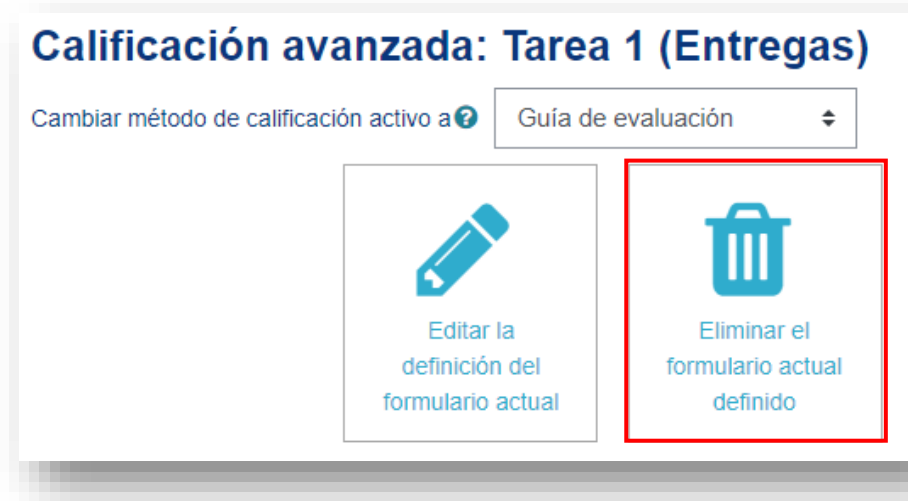 Calificación avanzada: Tarea 1 (Entregas)
Cambiar método de calificación activo a
Guía de evaluación
Editar la
definición del
formulario actual
Eliminar el
formulario actual
definido